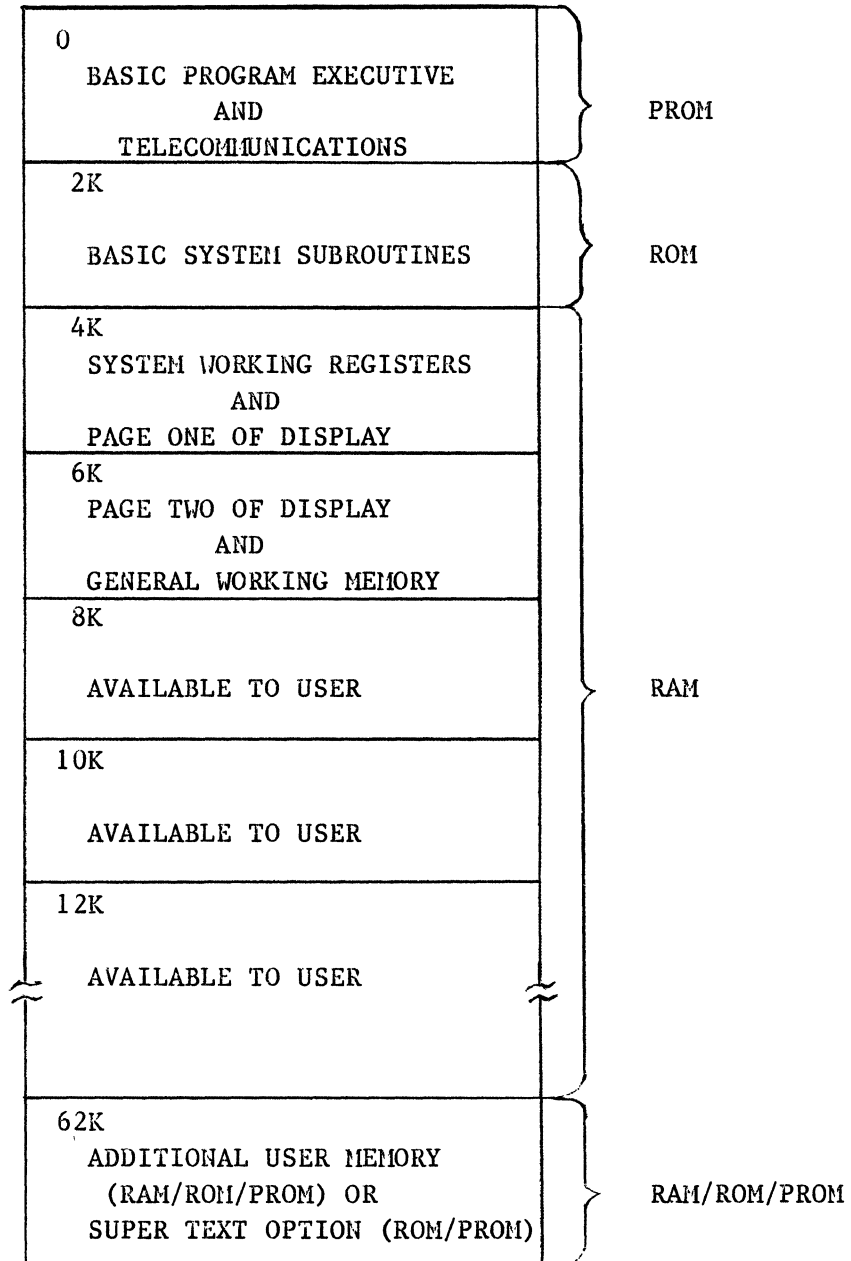 0
BASIC PROGRAM EXECUTIVE
AND
TELECOMMUNICATIONS
PROM
2K
BASIC SYSTEM SUBROUTINES
ROM
4K
SYSTEM WORKING REGISTERS
AND
PAGE ONE OF DISPLAY
6K
PAGE TWO OF DISPLAY
AND
GENERAL WORKING MEMORY
8K
AVAILABLE TO USER
RAM
10K
AVAILABLE TO USER
12K
AVAILABLE TO USER
62K
ADDITIONAL USER MEMORY
(RAM/ROM/PROM) OR
SUPER TEXT OPTION (ROM/PROM)
RAM/ROM/PROM